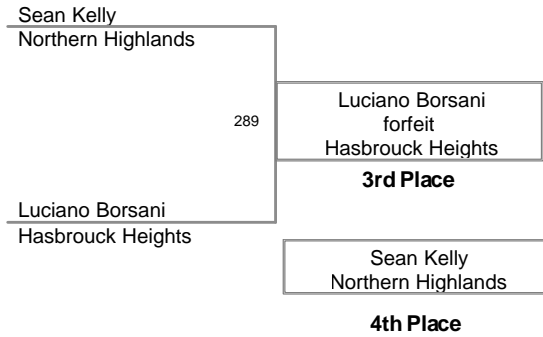 Sean Kelly
Northern Highlands
289
Luciano Borsani
forfeit
Hasbrouck Heights
3rd Place
Luciano Borsani
Hasbrouck Heights
Sean Kelly
Northern Highlands
4th Place